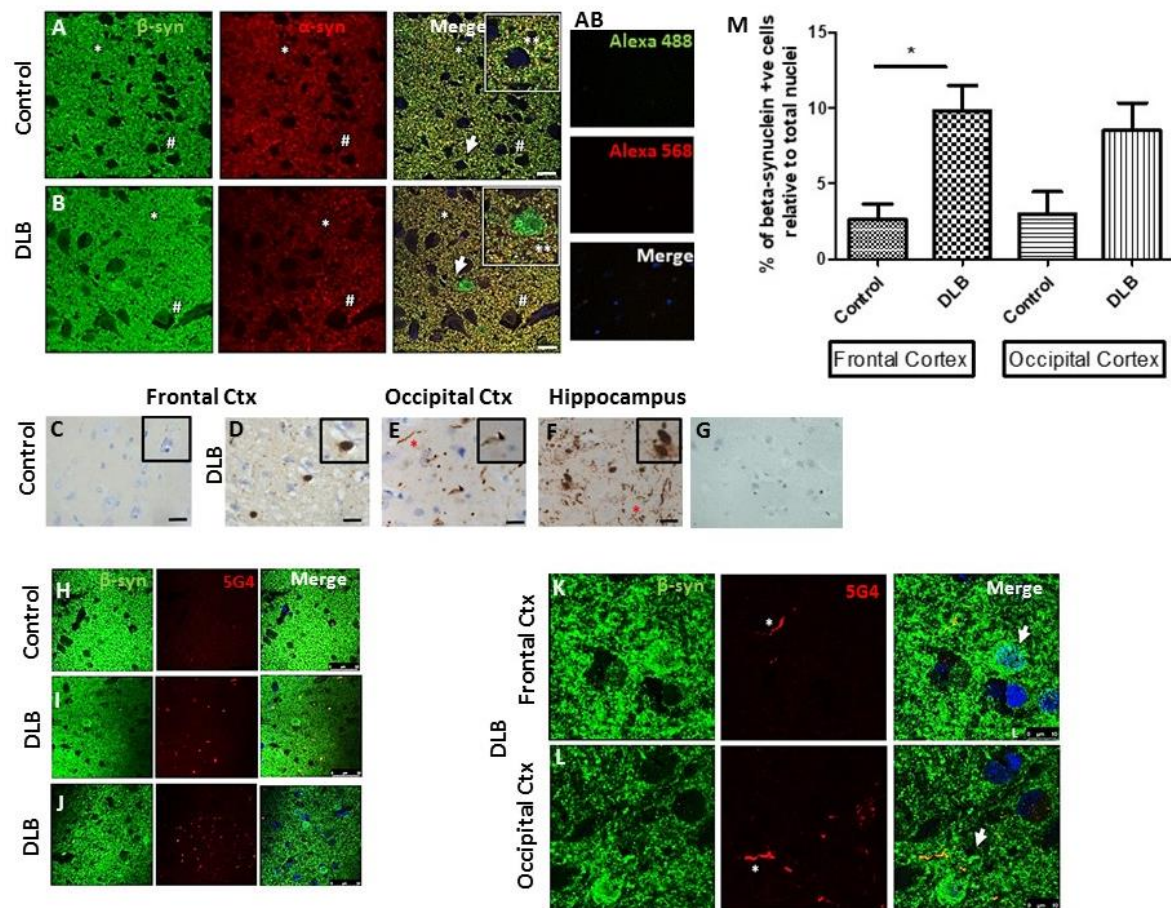 A β-syn
α-syn
Merge
AB
Control
*
*
*
**
#
#
#
Alexa 488
Alexa 568
Merge
B
DLB
*
*
*
**
#
#
#
M
% of beta-synuclein +ve cells
relative to total nuclei
15
10
5
0
*
Control
DLB
Control
DLB
Frontal Cortex
Occipital Cortex
Frontal Ctx
Occipital Ctx
Hippocampus
Control
C
DLB
D
E
*
F
*
G
Control
H β-syn
5G4
Merge
DLB
I
DLB
J
DLB
Frontal Ctx
K β-syn
5G4
Merge
*
Occipital Ctx
L
*